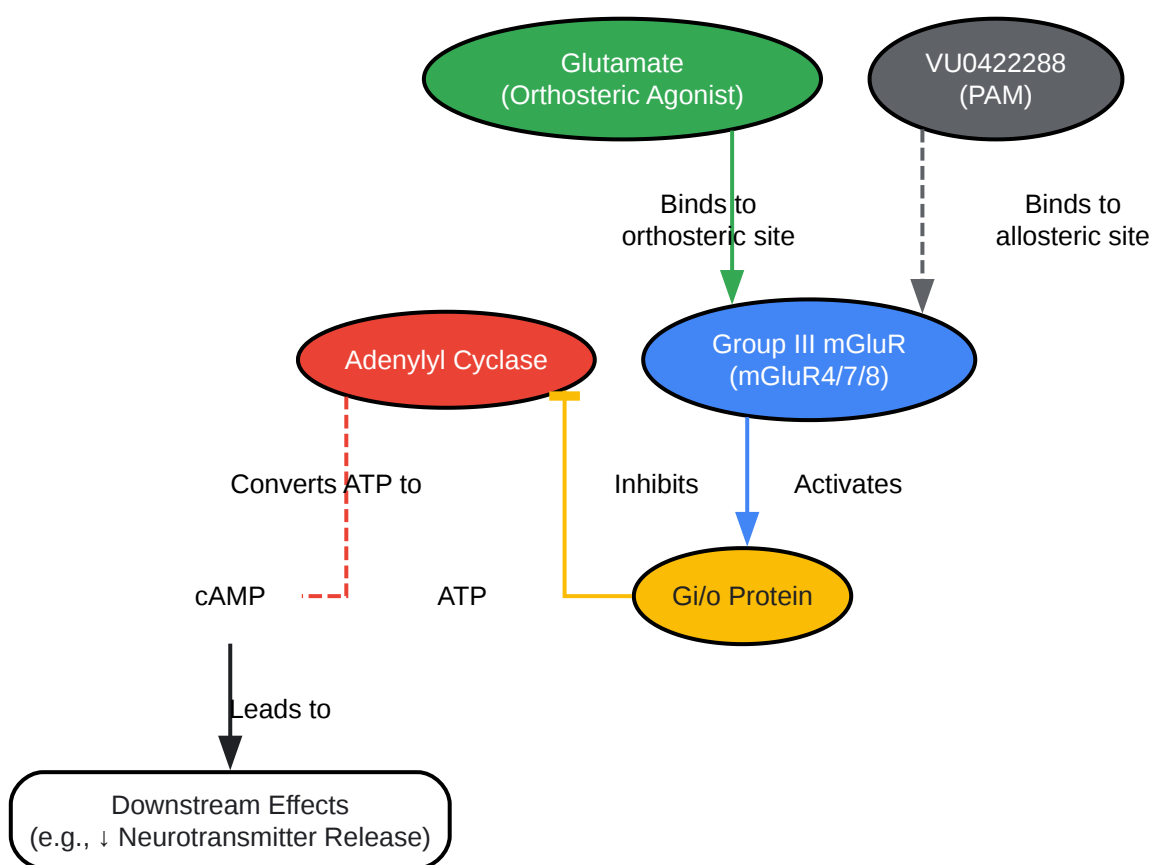 Glutamate
(Orthosteric Agonist)
VU0422288
(PAM)
Binds to
orthosteric site
Binds to
allosteric site
Adenylyl Cyclase
Group III mGluR
(mGluR4/7/8)
Converts ATP to
Inhibits
Activates
cAMP
ATP
Gi/o Protein
Leads to
Downstream Effects
(e.g., ↓ Neurotransmitter Release)